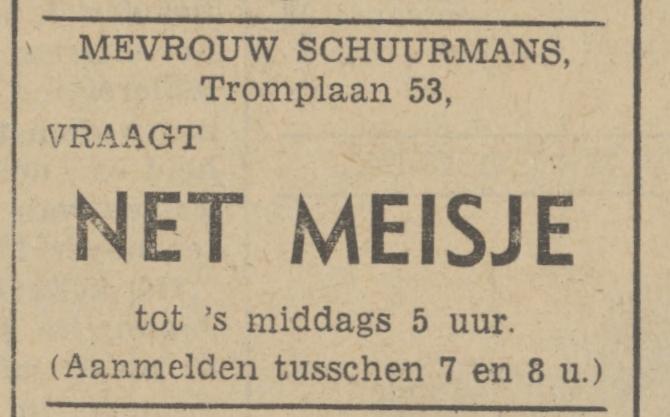 MEVROUW SCHUURMANS,
Tromplaan 53,
VRAAGT
NET MEISJE
tot 's middags 5 uur.
(Aanmelden tusschen 7 en 8 u.)